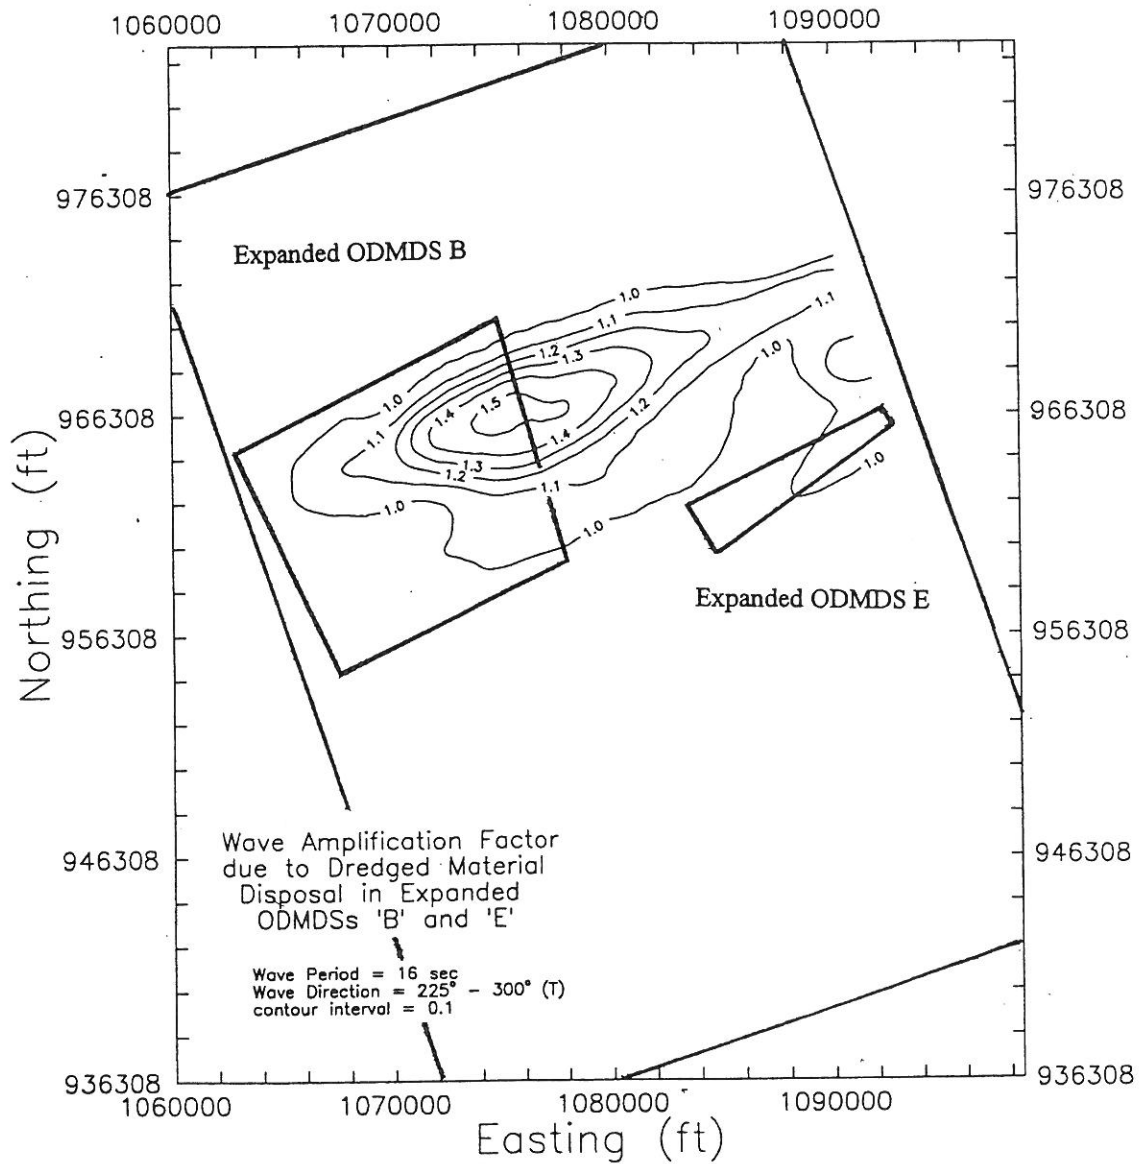 1060000 1070000 1080000 1090000
976308 976308
Expanded ODMDS B
1.0
1.1
1.1
1.2
1.3
1.0
1.0
1.5
1.4
966308 966308
1.2
1.1
1.4
1.3
1.2
1.0
1.1
1.0
1.0
Expanded ODMDS E
956308 956308
Northing (ft)
Wave Amplification Factor
due to Dredged Material
Disposal in Expanded
ODMDSs 'B' and 'E'
946308 946308
Wave Period = 16 sec
Wave Direction = 225° - 300° (T)
contour interval = 0.1
936308 936308
1060000 1070000 1080000 1090000
Easting (ft)